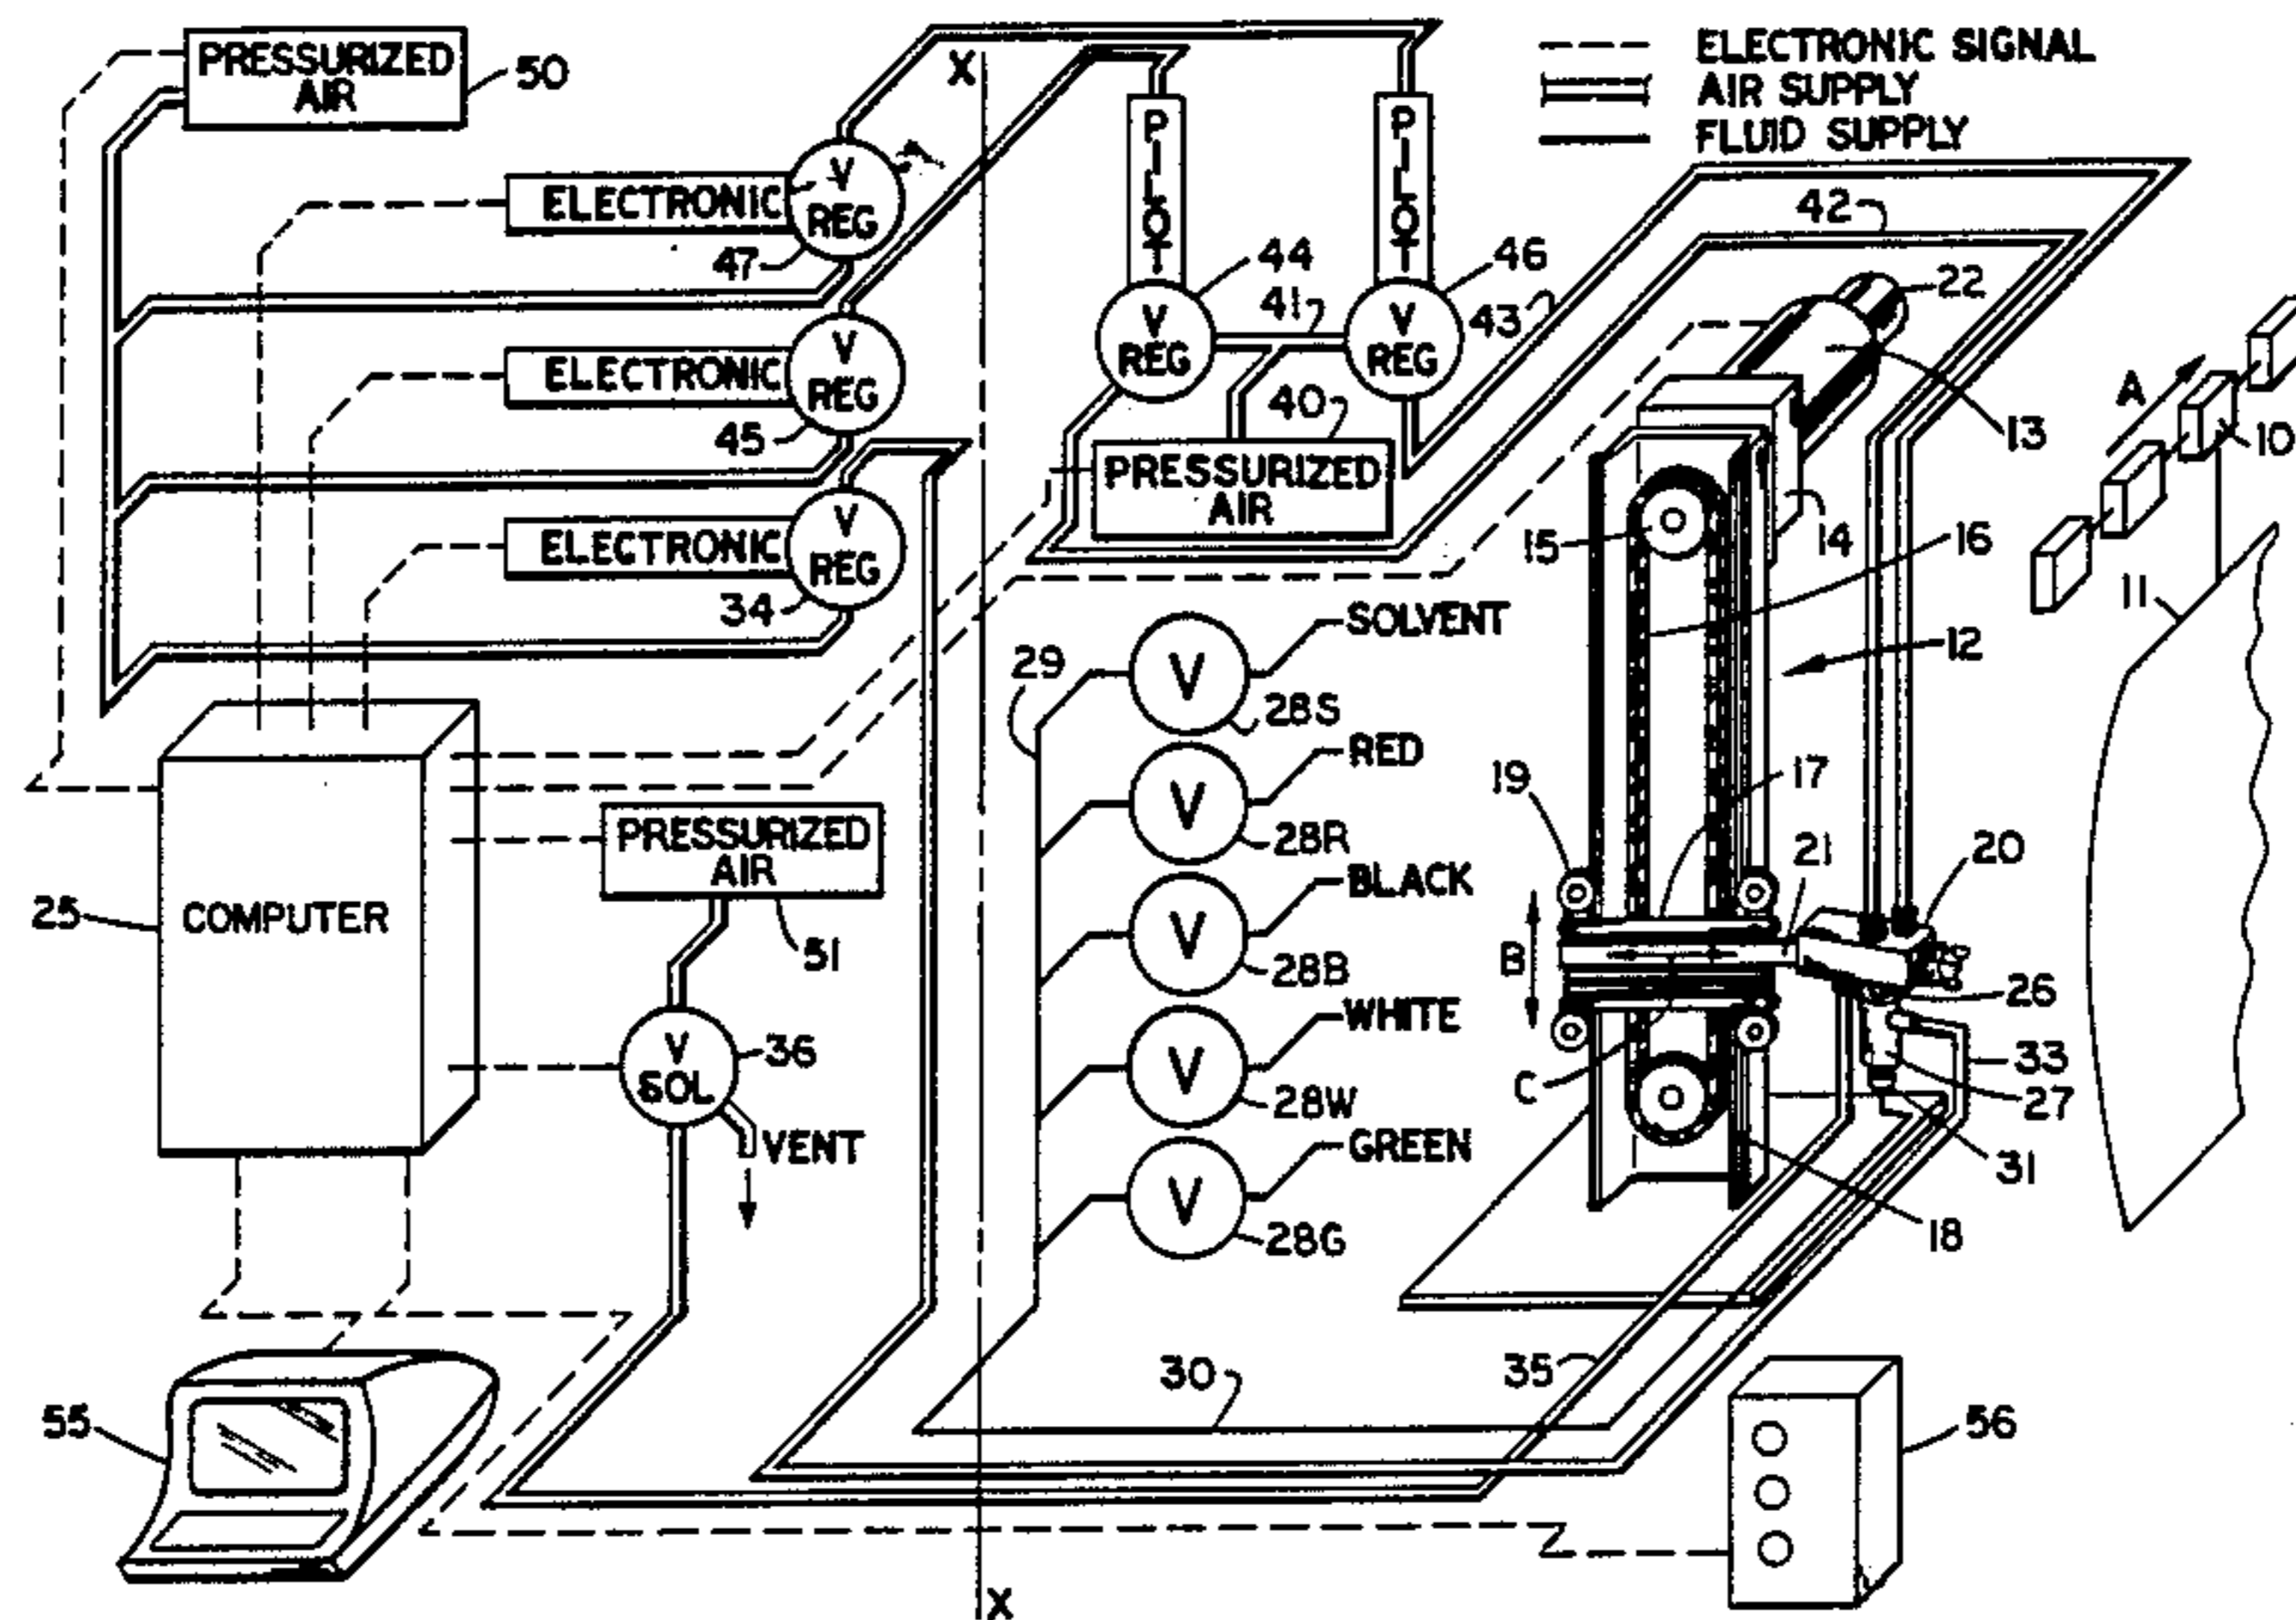 PRESSURIZED
AIR
50
X
ELECTRONIC SIGNAL
AIR SUPPLY
FLUID SUPPLY
PILOT
PILOT
ELECTRONIC
V
REG
47
44
V
REG
41
46
V
REG
43
42
22
ELECTRONIC
V
REG
45
40
PRESSURIZED
AIR
13
A
10
14
15
16
11
ELECTRONIC
V
REG
34
12
29
V
SOLVENT
28S
V
RED
28R
V
BLACK
28B
V
WHITE
28W
V
GREEN
28G
19
17
21
20
B
26
C
33
27
31
18
COMPUTER
25
PRESSURIZED
AIR
51
V
SOL
36
VENT
30
35
55
56
X